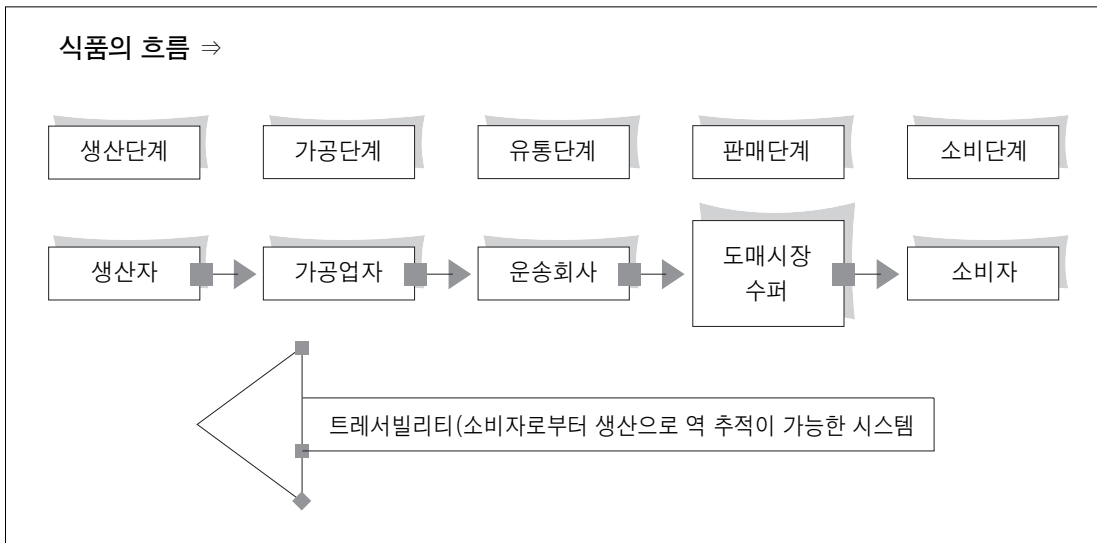 식품의 흐름 ⇒
생산단계 가공단계 유통단계 판매단계 소비단계
생산자 가공업자 운송회사 도매시장 수퍼 소비자
트레서빌리티(소비자로부터 생산으로 역 추적이 가능한 시스템